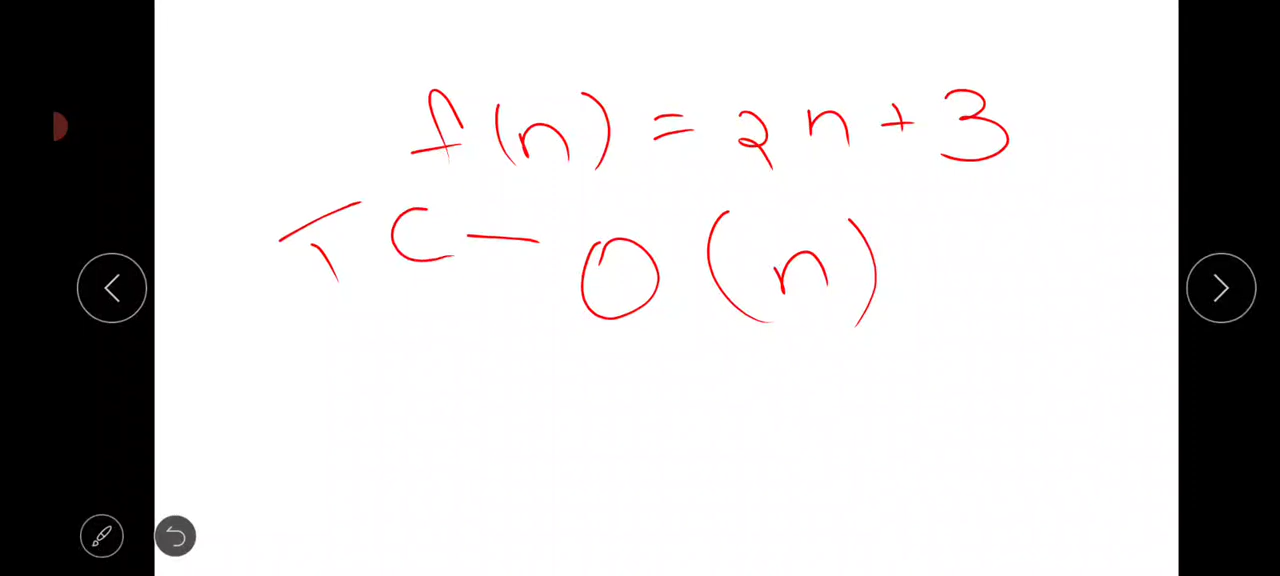 f(n) = 2n + 3
TC - O(n)